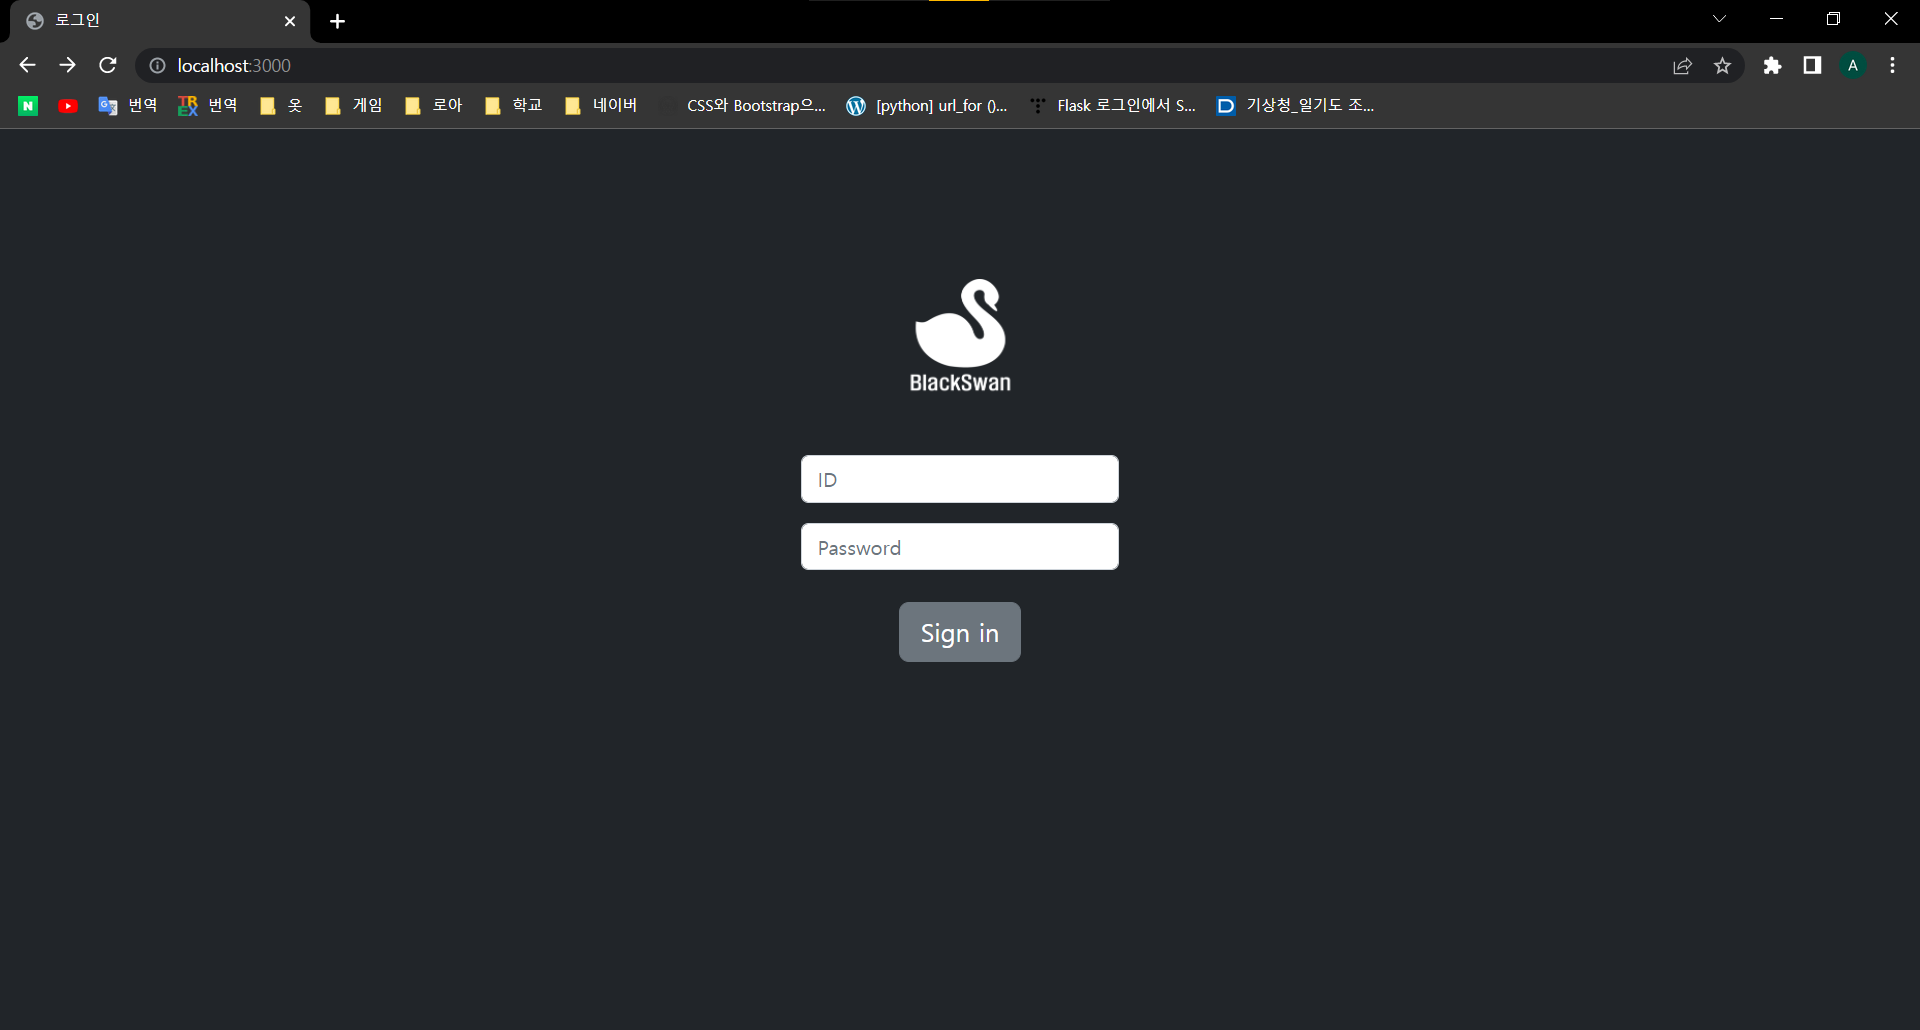 로그인
localhost:3000
번역 번역 옷 게임 로아 학교 네이버 CSS와 Bootstrap으... [python] url_for ()... Flask 로그인에서 S... 기상청_일기도 조...
A
BlackSwan
ID
Password
Sign in